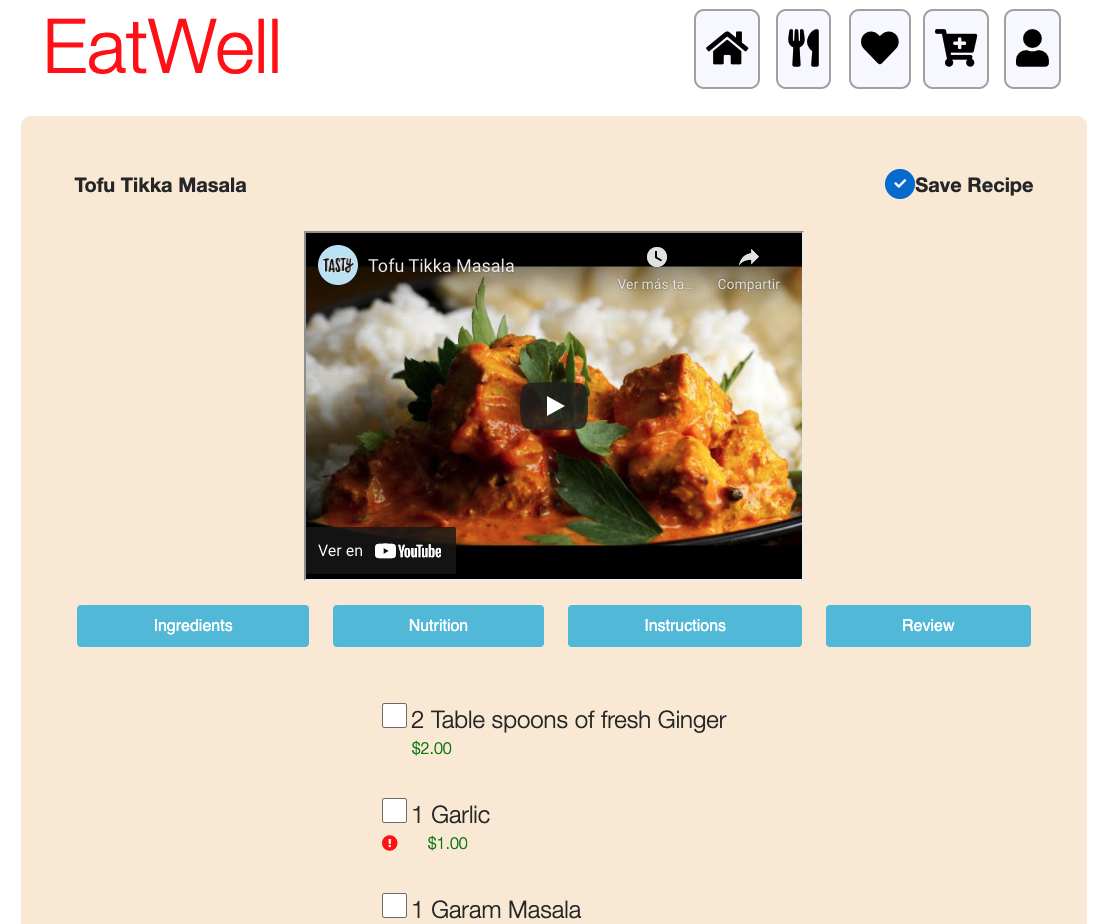 EatWell
Tofu Tikka Masala
Save Recipe
TASTY
Tofu Tikka Masala
Ver más ta...
Compartir
Ver en YouTube
Ingredients
Nutrition
Instructions
Review
2 Table spoons of fresh Ginger
$2.00
1 Garlic
$1.00
1 Garam Masala